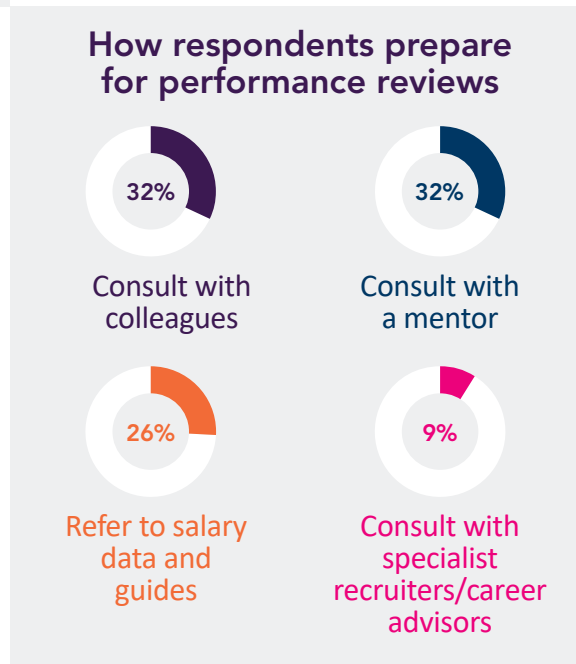 How respondents prepare
for performance reviews
32%
Consult with
colleagues
32%
Consult with
a mentor
26%
Refer to salary
data and
guides
9%
Consult with
specialist
recruiters/career
advisors